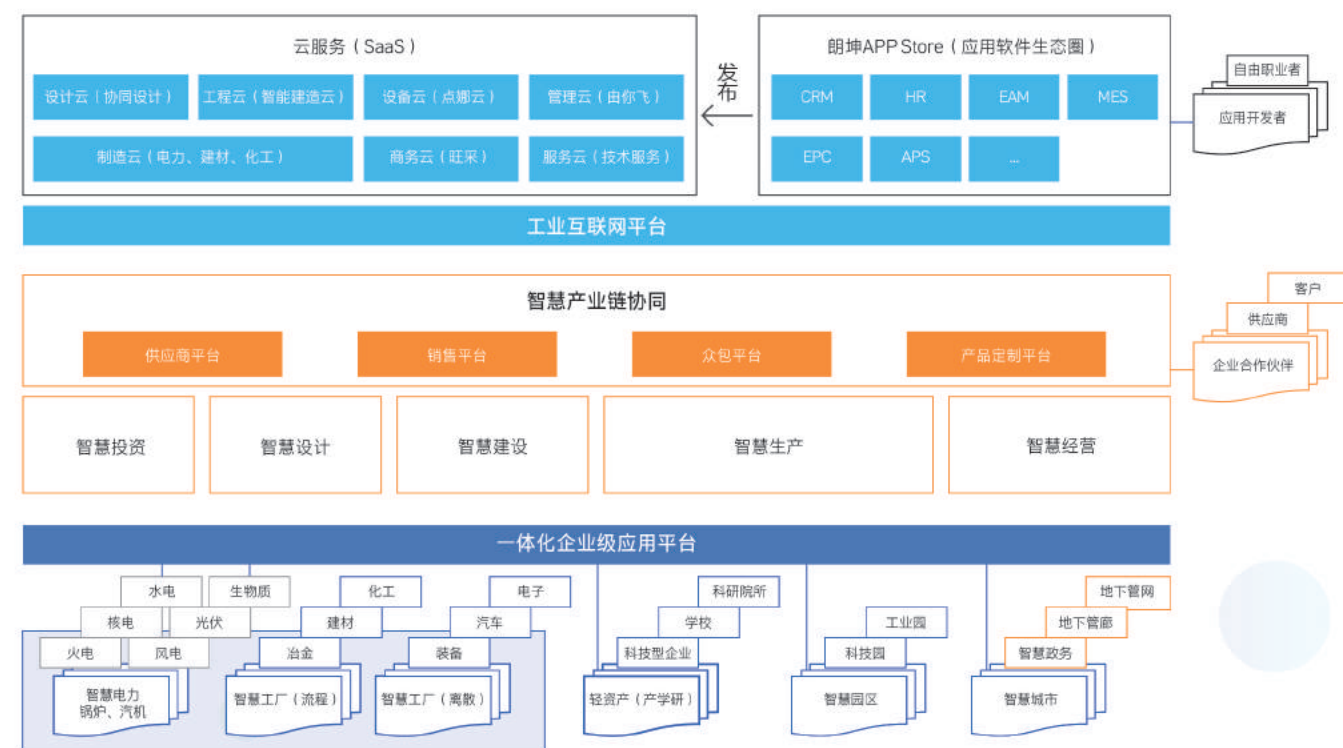 云服务（SaaS）
设计云（协同设计）
工程云（智能建造云）
设备云（点娜云）
管理云（由你飞）
制造云（电力、建材、化工）
商务云（旺采）
服务云（技术服务）
发布
朗坤APP Store（应用软件生态圈）
CRM
HR
EAM
MES
EPC
APS
...
自由职业者
应用开发者
工业互联网平台
智慧产业链协同
供应商平台
销售平台
众包平台
产品定制平台
客户
供应商
企业合作伙伴
智慧投资
智慧设计
智慧建设
智慧生产
智慧经营
一体化企业级应用平台
水电
生物质
核电
光伏
火电
风电
智慧电力
锅炉、汽机
化工
建材
冶金
智慧工厂（流程）
电子
汽车
装备
智慧工厂（离散）
科研院所
学校
科技型企业
轻资产（产学研）
工业园
科技园
智慧园区
地下管网
地下管廊
智慧政务
智慧城市